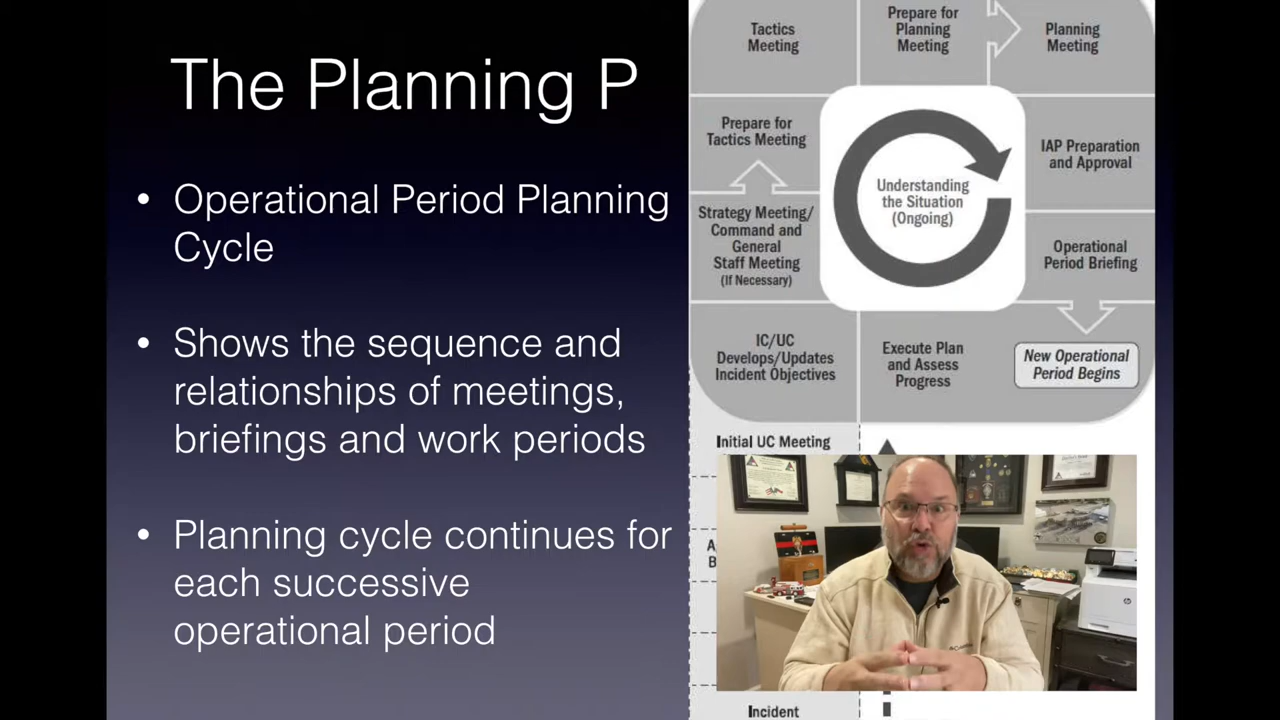 The Planning P
• Operational Period Planning
Cycle
• Shows the sequence and
relationships of meetings,
briefings and work periods
• Planning cycle continues for
each successive
operational period
Tactics
Meeting
Prepare for
Planning
Meeting
Planning
Meeting
Prepare for
Tactics Meeting
IAP Preparation
and Approval
Understanding
the Situation
(Ongoing)
Strategy Meeting/
Command and
General
Staff Meeting
(If Necessary)
Operational
Period Briefing
IC/UC
Develops/Updates
Incident Objectives
Execute Plan
and Assess
Progress
New Operational
Period Begins
Initial UC Meeting
Incident